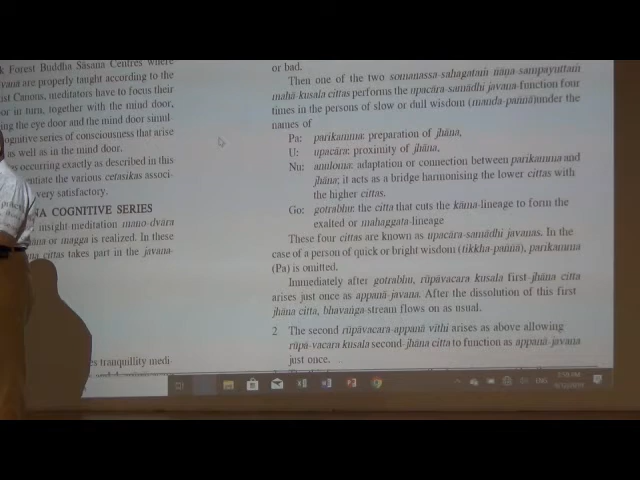 k Forest Buddha Sāsana Centres where
vana are properly taught according to the
ist Canons, meditators have to focus their
or in turn, together with the mind door,
ing the eye door and the mind door simul
ognitive series of consciousness that arise
as well as in the mind door.
s occurring exactly as described in this
entiate the various cetasikas associ-
very satisfactory.
NA COGNITIVE SERIES
insight meditation mano-dvāra
āna or magga is realized. In these
na cittas takes part in the javana-
es tranquillity medi-
or bad.
Then one of the two somanassa-sahagataṁ ñāṇa-sampayuttaṁ
mahā-kusala cittas performs the upacāra-samādhi javana-function four
times in the persons of slow or dull wisdom (manda-paññā)under the
names of
Pa: parikamma: preparation of jhāna,
U: upacāra: proximity of jhāna,
Nu: anuloma: adaptation or connection between parikamma and
jhāna; it acts as a bridge harmonising the lower cittas with
the higher cittas.
Go: gotrabhu: the citta that cuts the kāma-lineage to form the
exalted or mahaggata-lineage
These four cittas are known as upacāra-samādhi javanas. In the
case of a person of quick or bright wisdom (tikkha-paññā), parikamma
(Pa) is omitted.
Immediately after gotrabhu, rūpāvacara kusala first-jhāna citta
arises just once as appanā-javana. After the dissolution of this first
jhāna citta, bhavaṅga-stream flows on as usual.
2 The second rūpāvacara-appanā vīthi arises as above allowing
rūpā-vacara kusala second-jhāna citta to function as appanā-javana
just once.
ENG